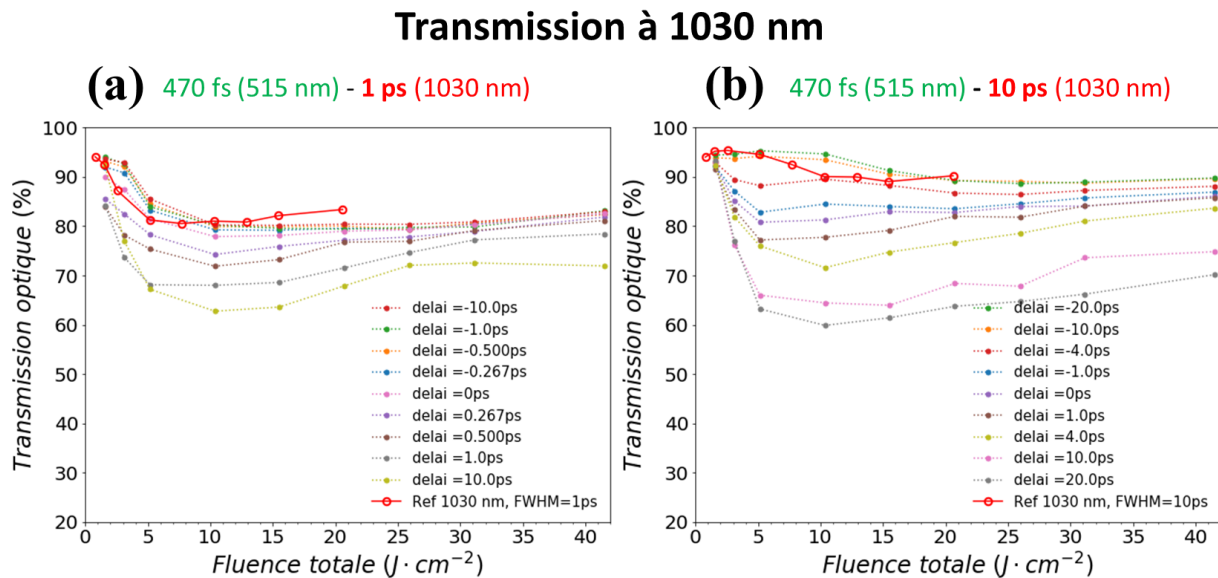 Transmission à 1030 nm
(a) 470 fs (515 nm) - 1 ps (1030 nm)
Transmission optique (%)
100
90
80
70
60
50
40
30
20
delai =-10.0ps
delai =-1.0ps
delai =-0.500ps
delai =-0.267ps
delai =0ps
delai =0.267ps
delai =0.500ps
delai =1.0ps
delai =10.0ps
Ref 1030 nm, FWHM=1ps
0 5 10 15 20 25 30 35 40
Fluence totale (J · cm⁻²)
(b) 470 fs (515 nm) - 10 ps (1030 nm)
Transmission optique (%)
100
90
80
70
60
50
40
30
20
delai =-20.0ps
delai =-10.0ps
delai =-4.0ps
delai =-1.0ps
delai =0ps
delai =1.0ps
delai =4.0ps
delai =10.0ps
delai =20.0ps
Ref 1030 nm, FWHM=10ps
0 5 10 15 20 25 30 35 40
Fluence totale (J · cm⁻²)